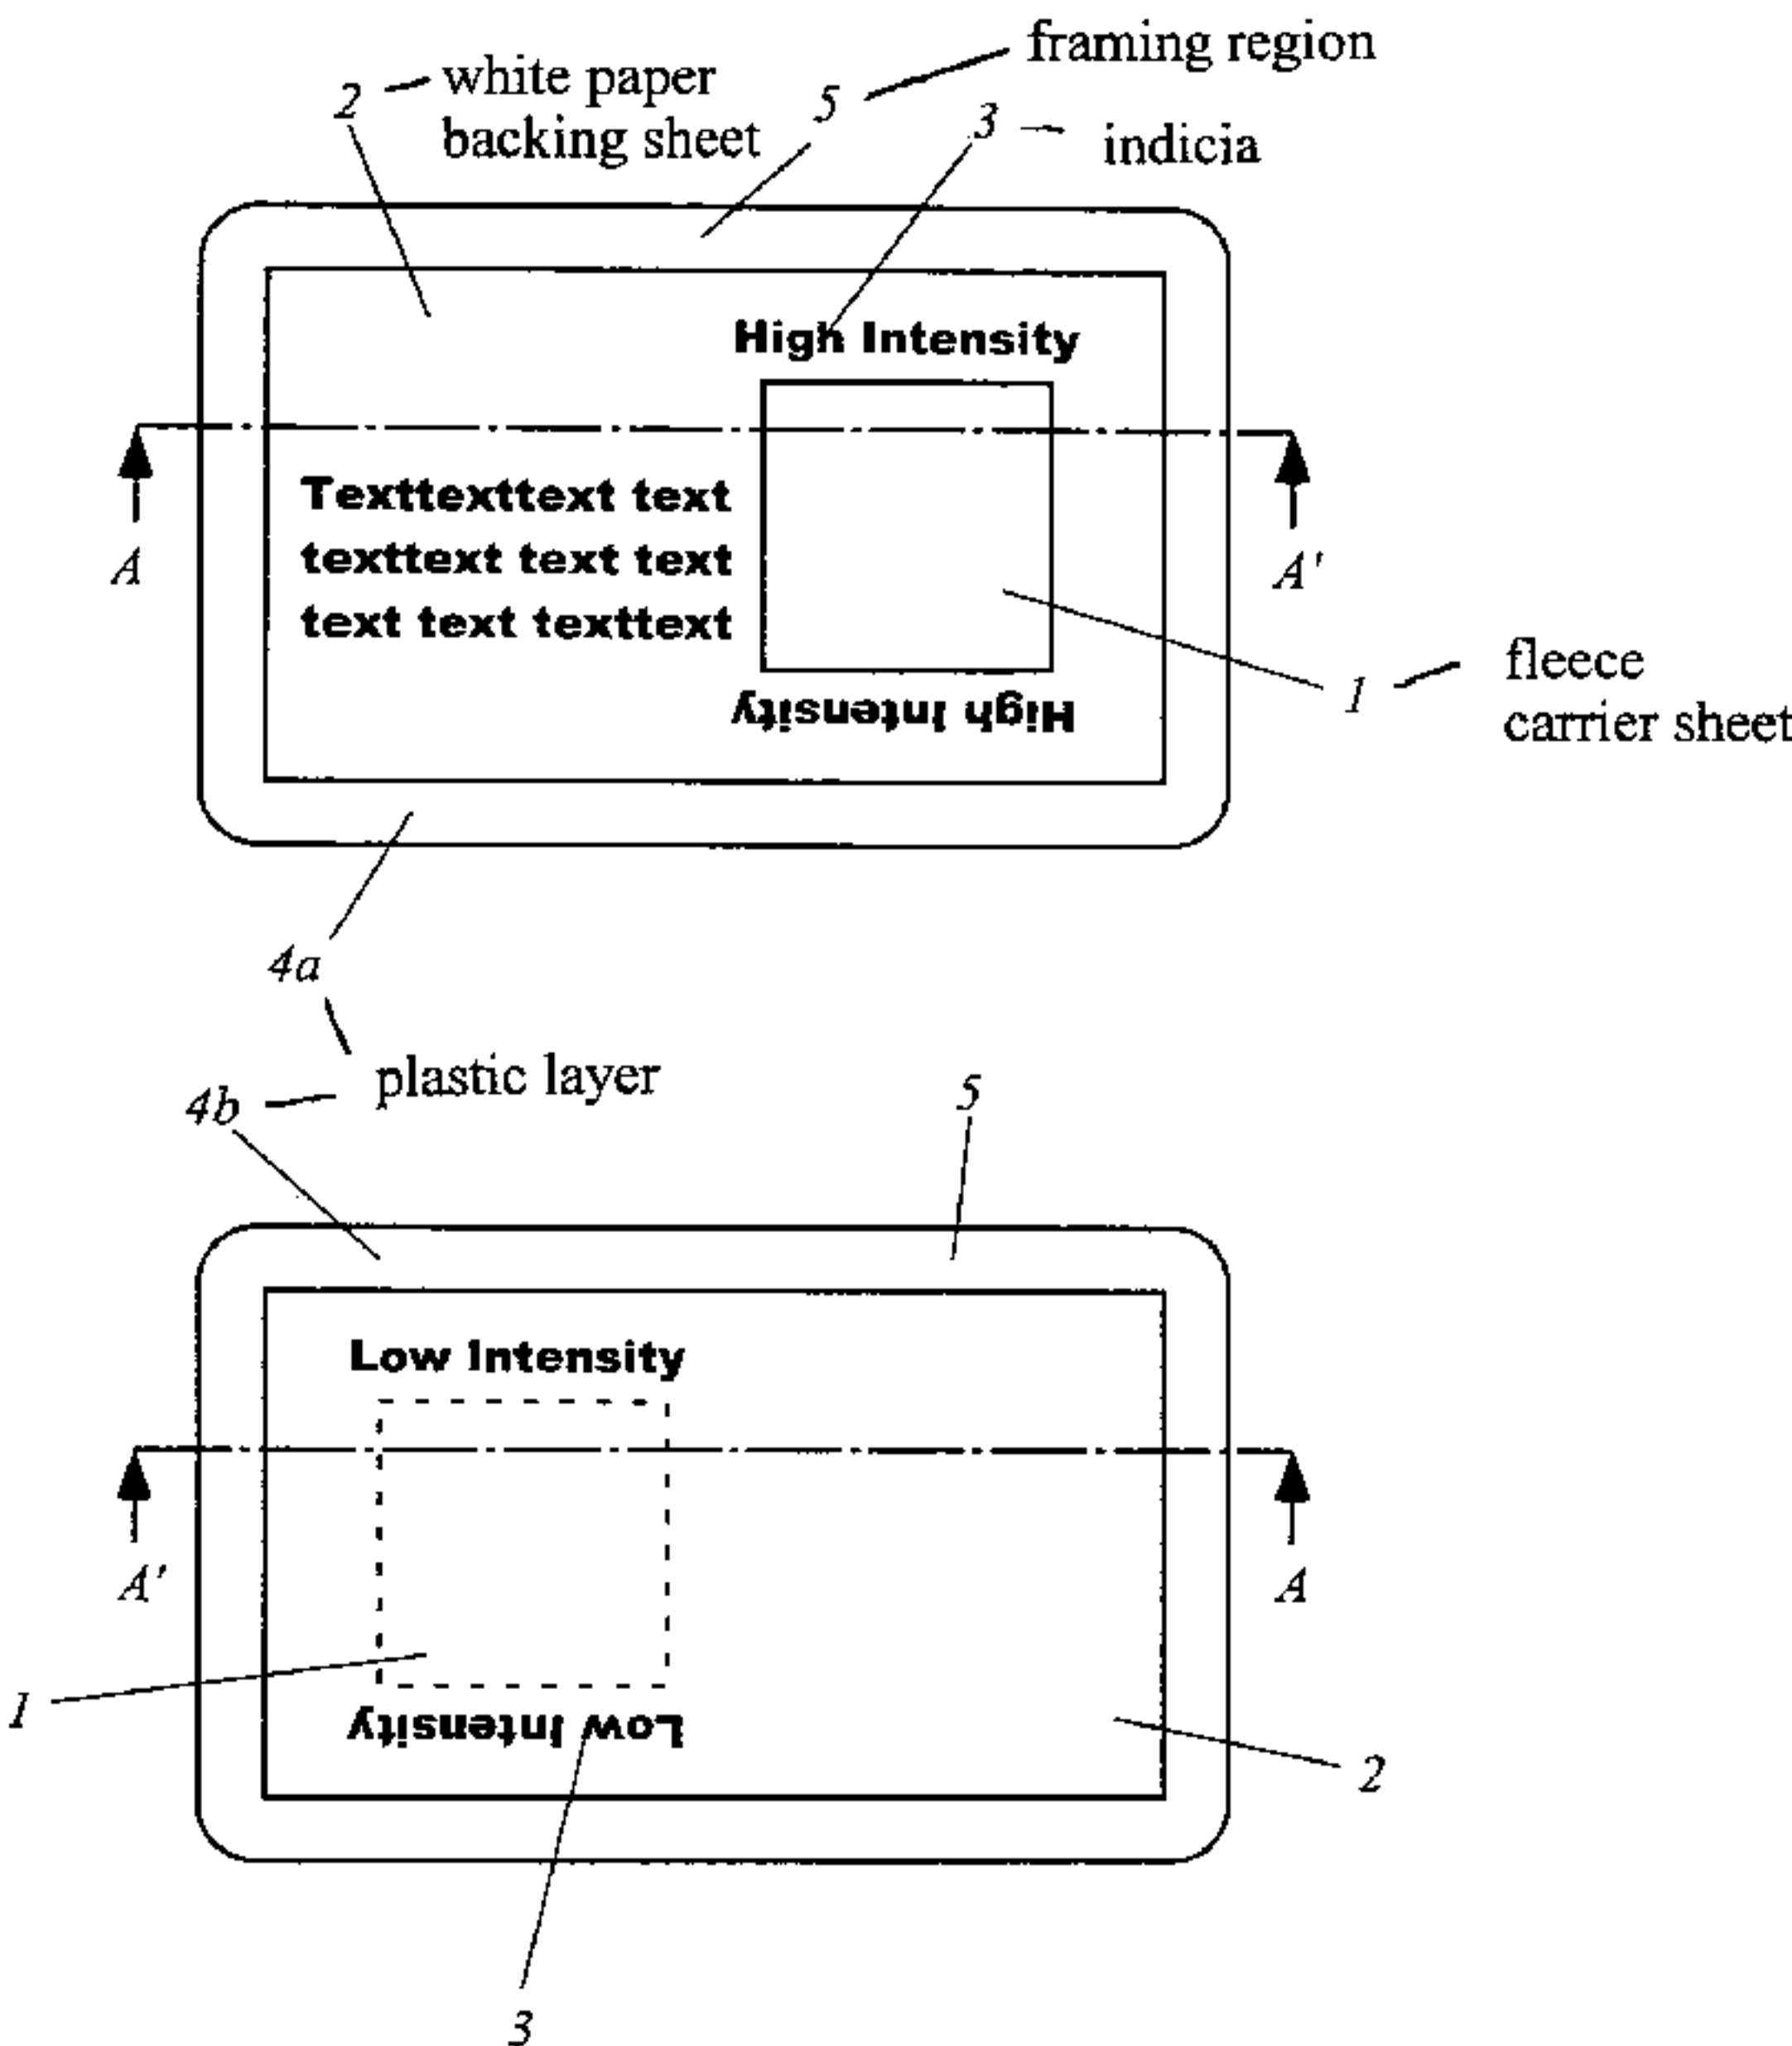 framing region
2 white paper
backing sheet
5
3 indicia
High Intensity
A
A'
Texttexttext text
texttext text text
text text texttext
1 fleece
carrier sheet
High Intensity
4a
plastic layer
4b
5
Low Intensity
A'
A
1
Low Intensity
2
3